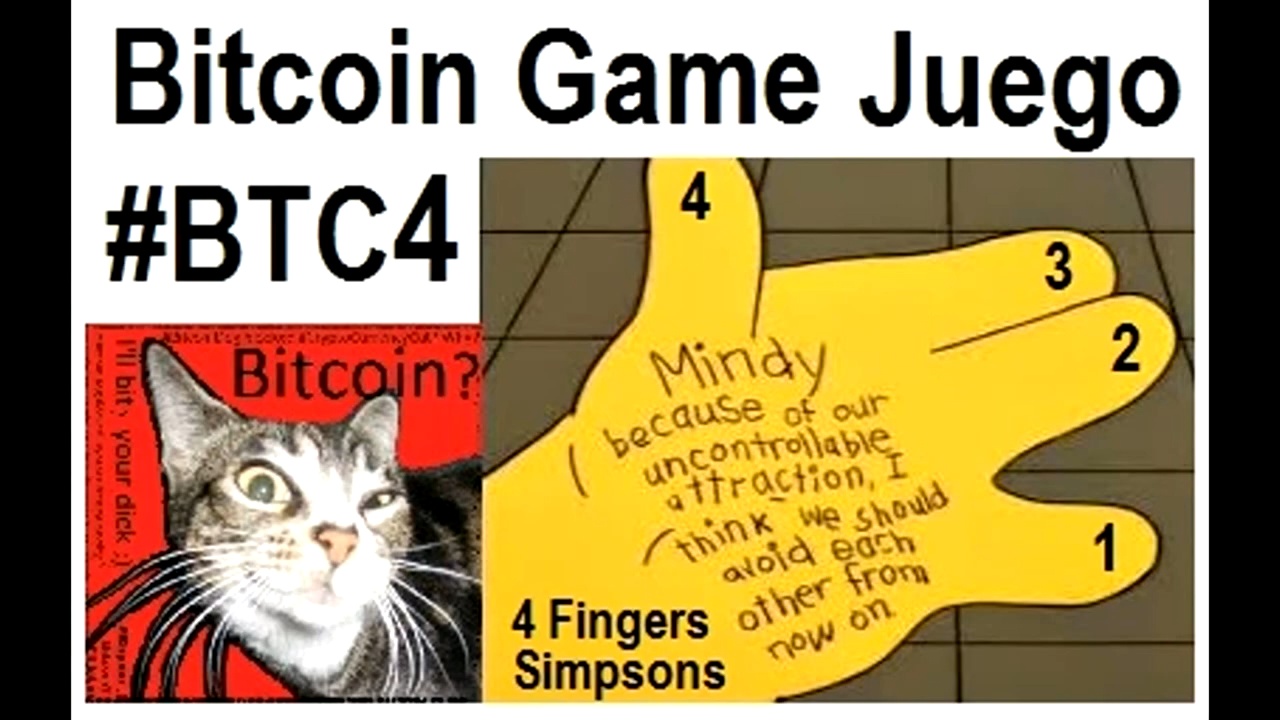 Bitcoin Game Juego
#BTC4
Bitcoin?
I'll bit, your dick :)
4
3
2
1
Mindy
because of our
uncontrollable
attraction, I
think we should
avoid each
other from
now on
4 Fingers
Simpsons